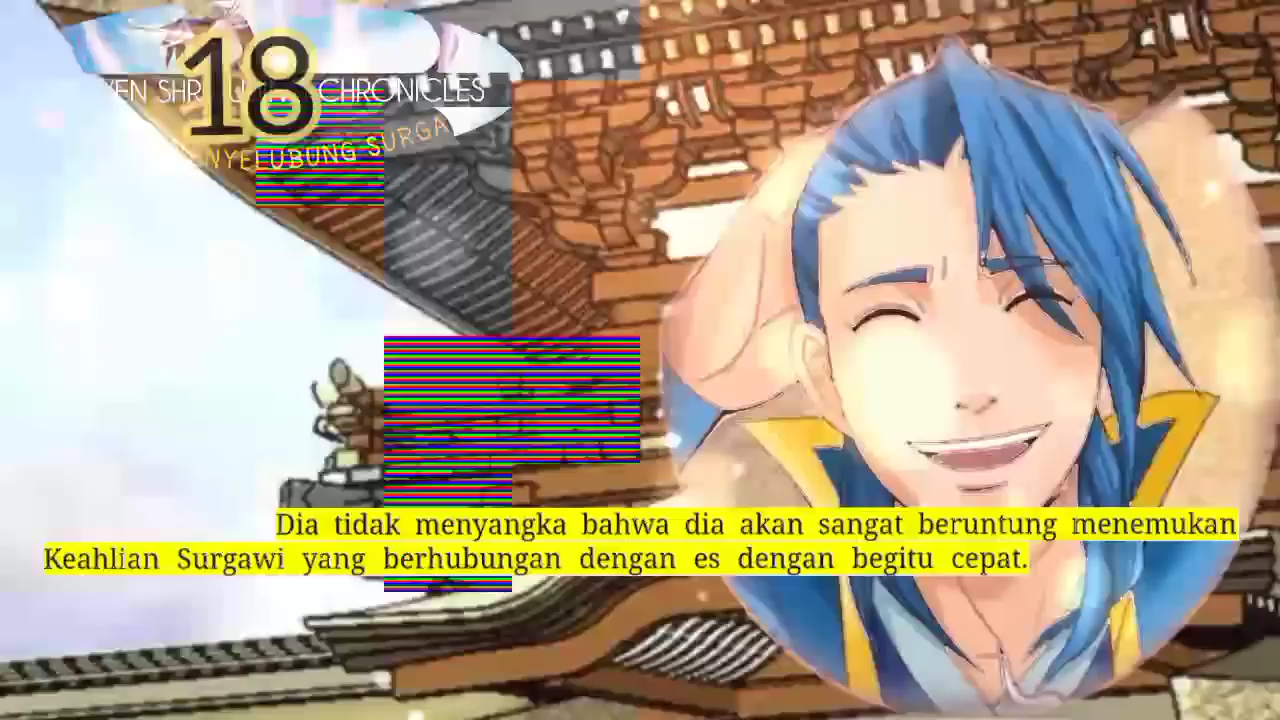 18
CHRONICLES
SURGA
Dia tidak menyangka bahwa dia akan sangat beruntung menemukan
Keahlian Surgawi yang berhubungan dengan es dengan begitu cepat.